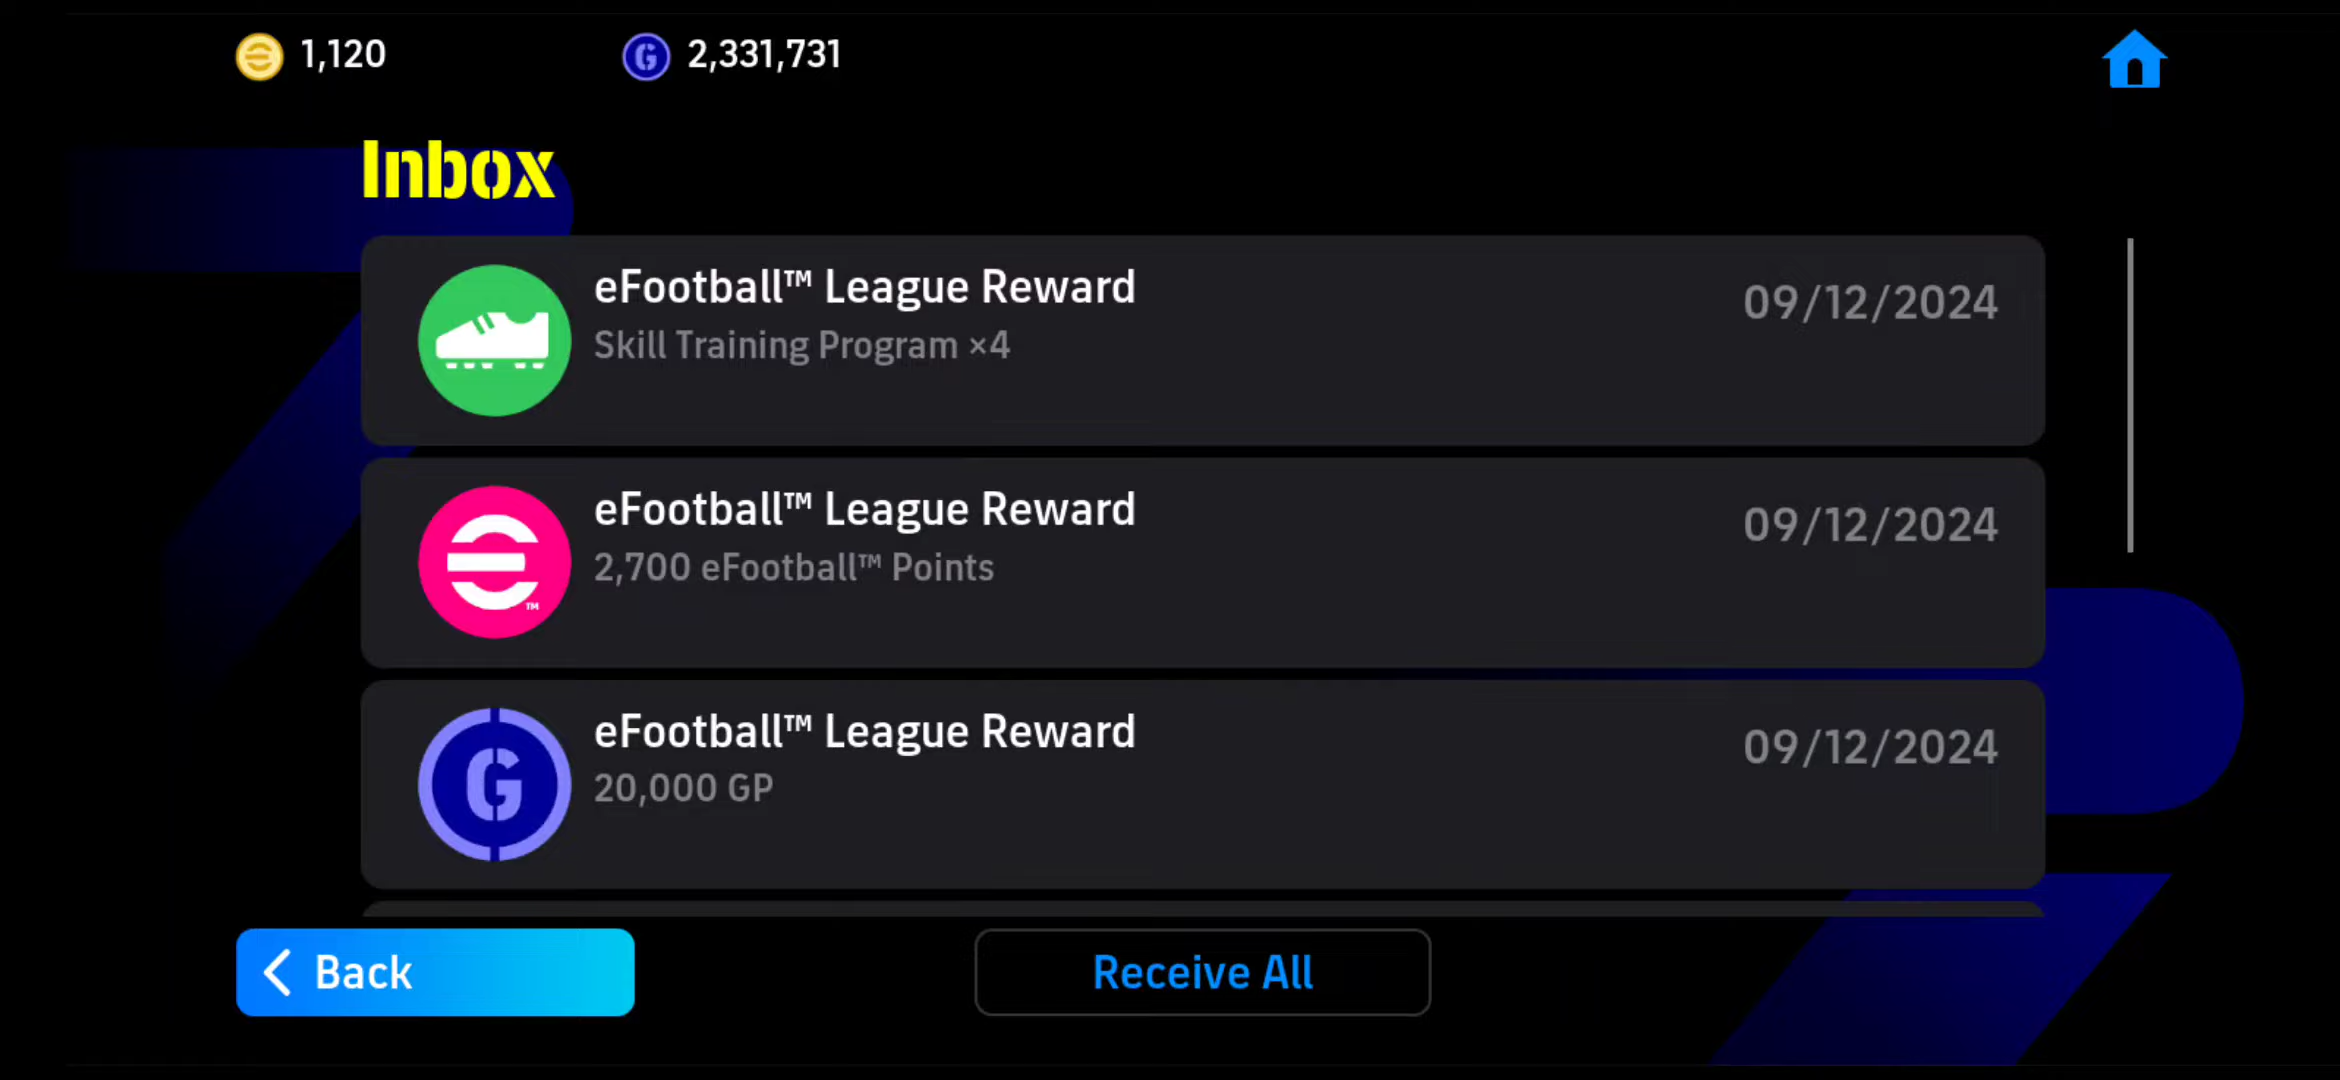 1,120
2,331,731
Inbox
eFootball™ League Reward
09/12/2024
Skill Training Program ×4
eFootball™ League Reward
09/12/2024
2,700 eFootball™ Points
eFootball™ League Reward
09/12/2024
20,000 GP
Back
Receive All